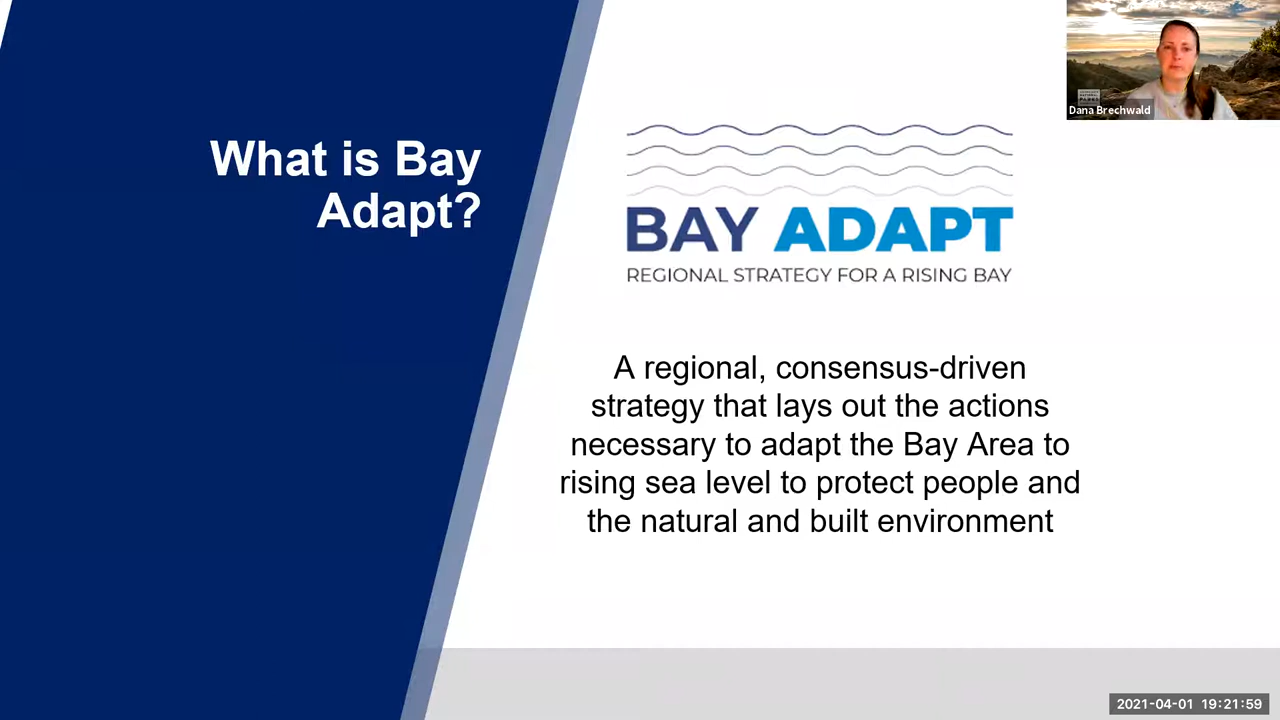 What is Bay
Adapt?
BAY ADAPT
REGIONAL STRATEGY FOR A RISING BAY
A regional, consensus-driven
strategy that lays out the actions
necessary to adapt the Bay Area to
rising sea level to protect people and
the natural and built environment
Dana Brechwald
2021-04-01 19:21:59